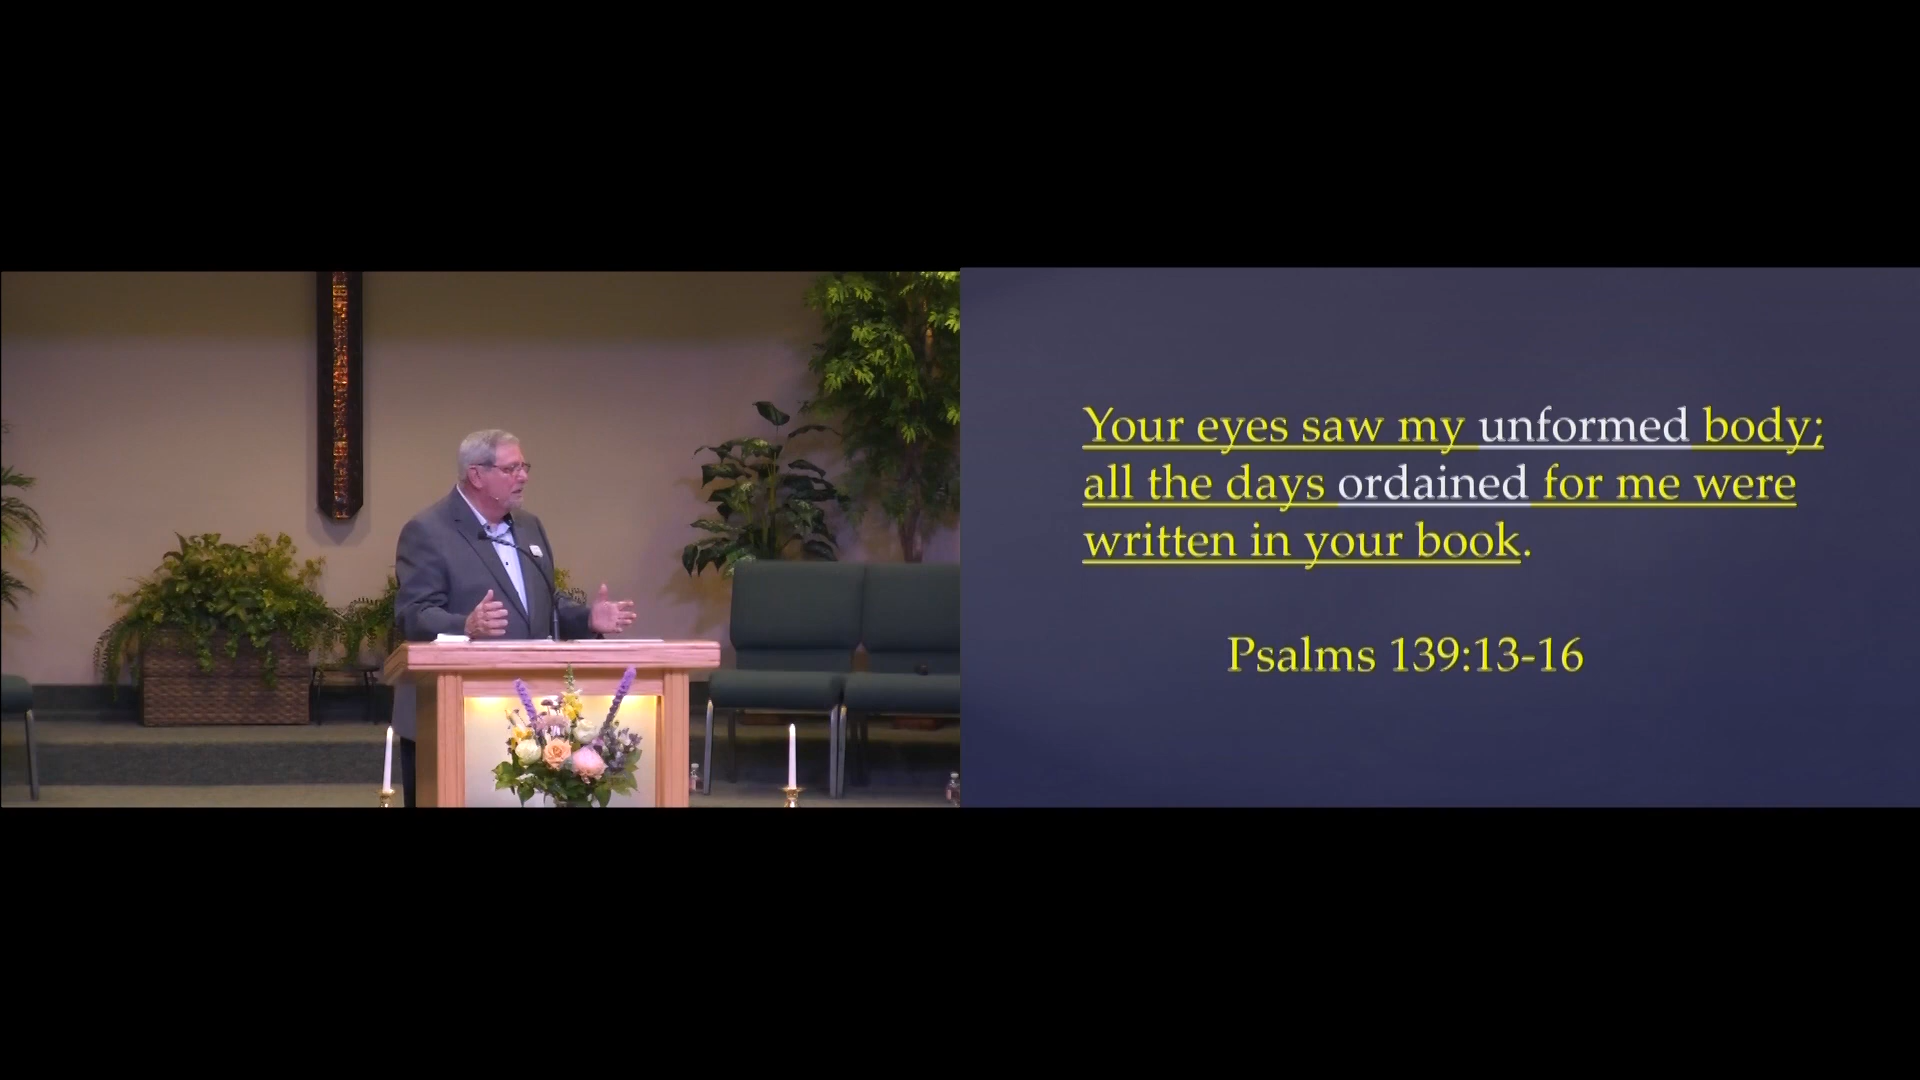 Your eyes saw my unformed body;
all the days ordained for me were
written in your book.
Psalms 139:13-16